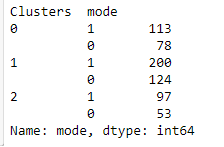 Clusters  mode
0         1       113
          0        78
1         1       200
          0       124
2         1        97
          0        53
Name: mode, dtype: int64